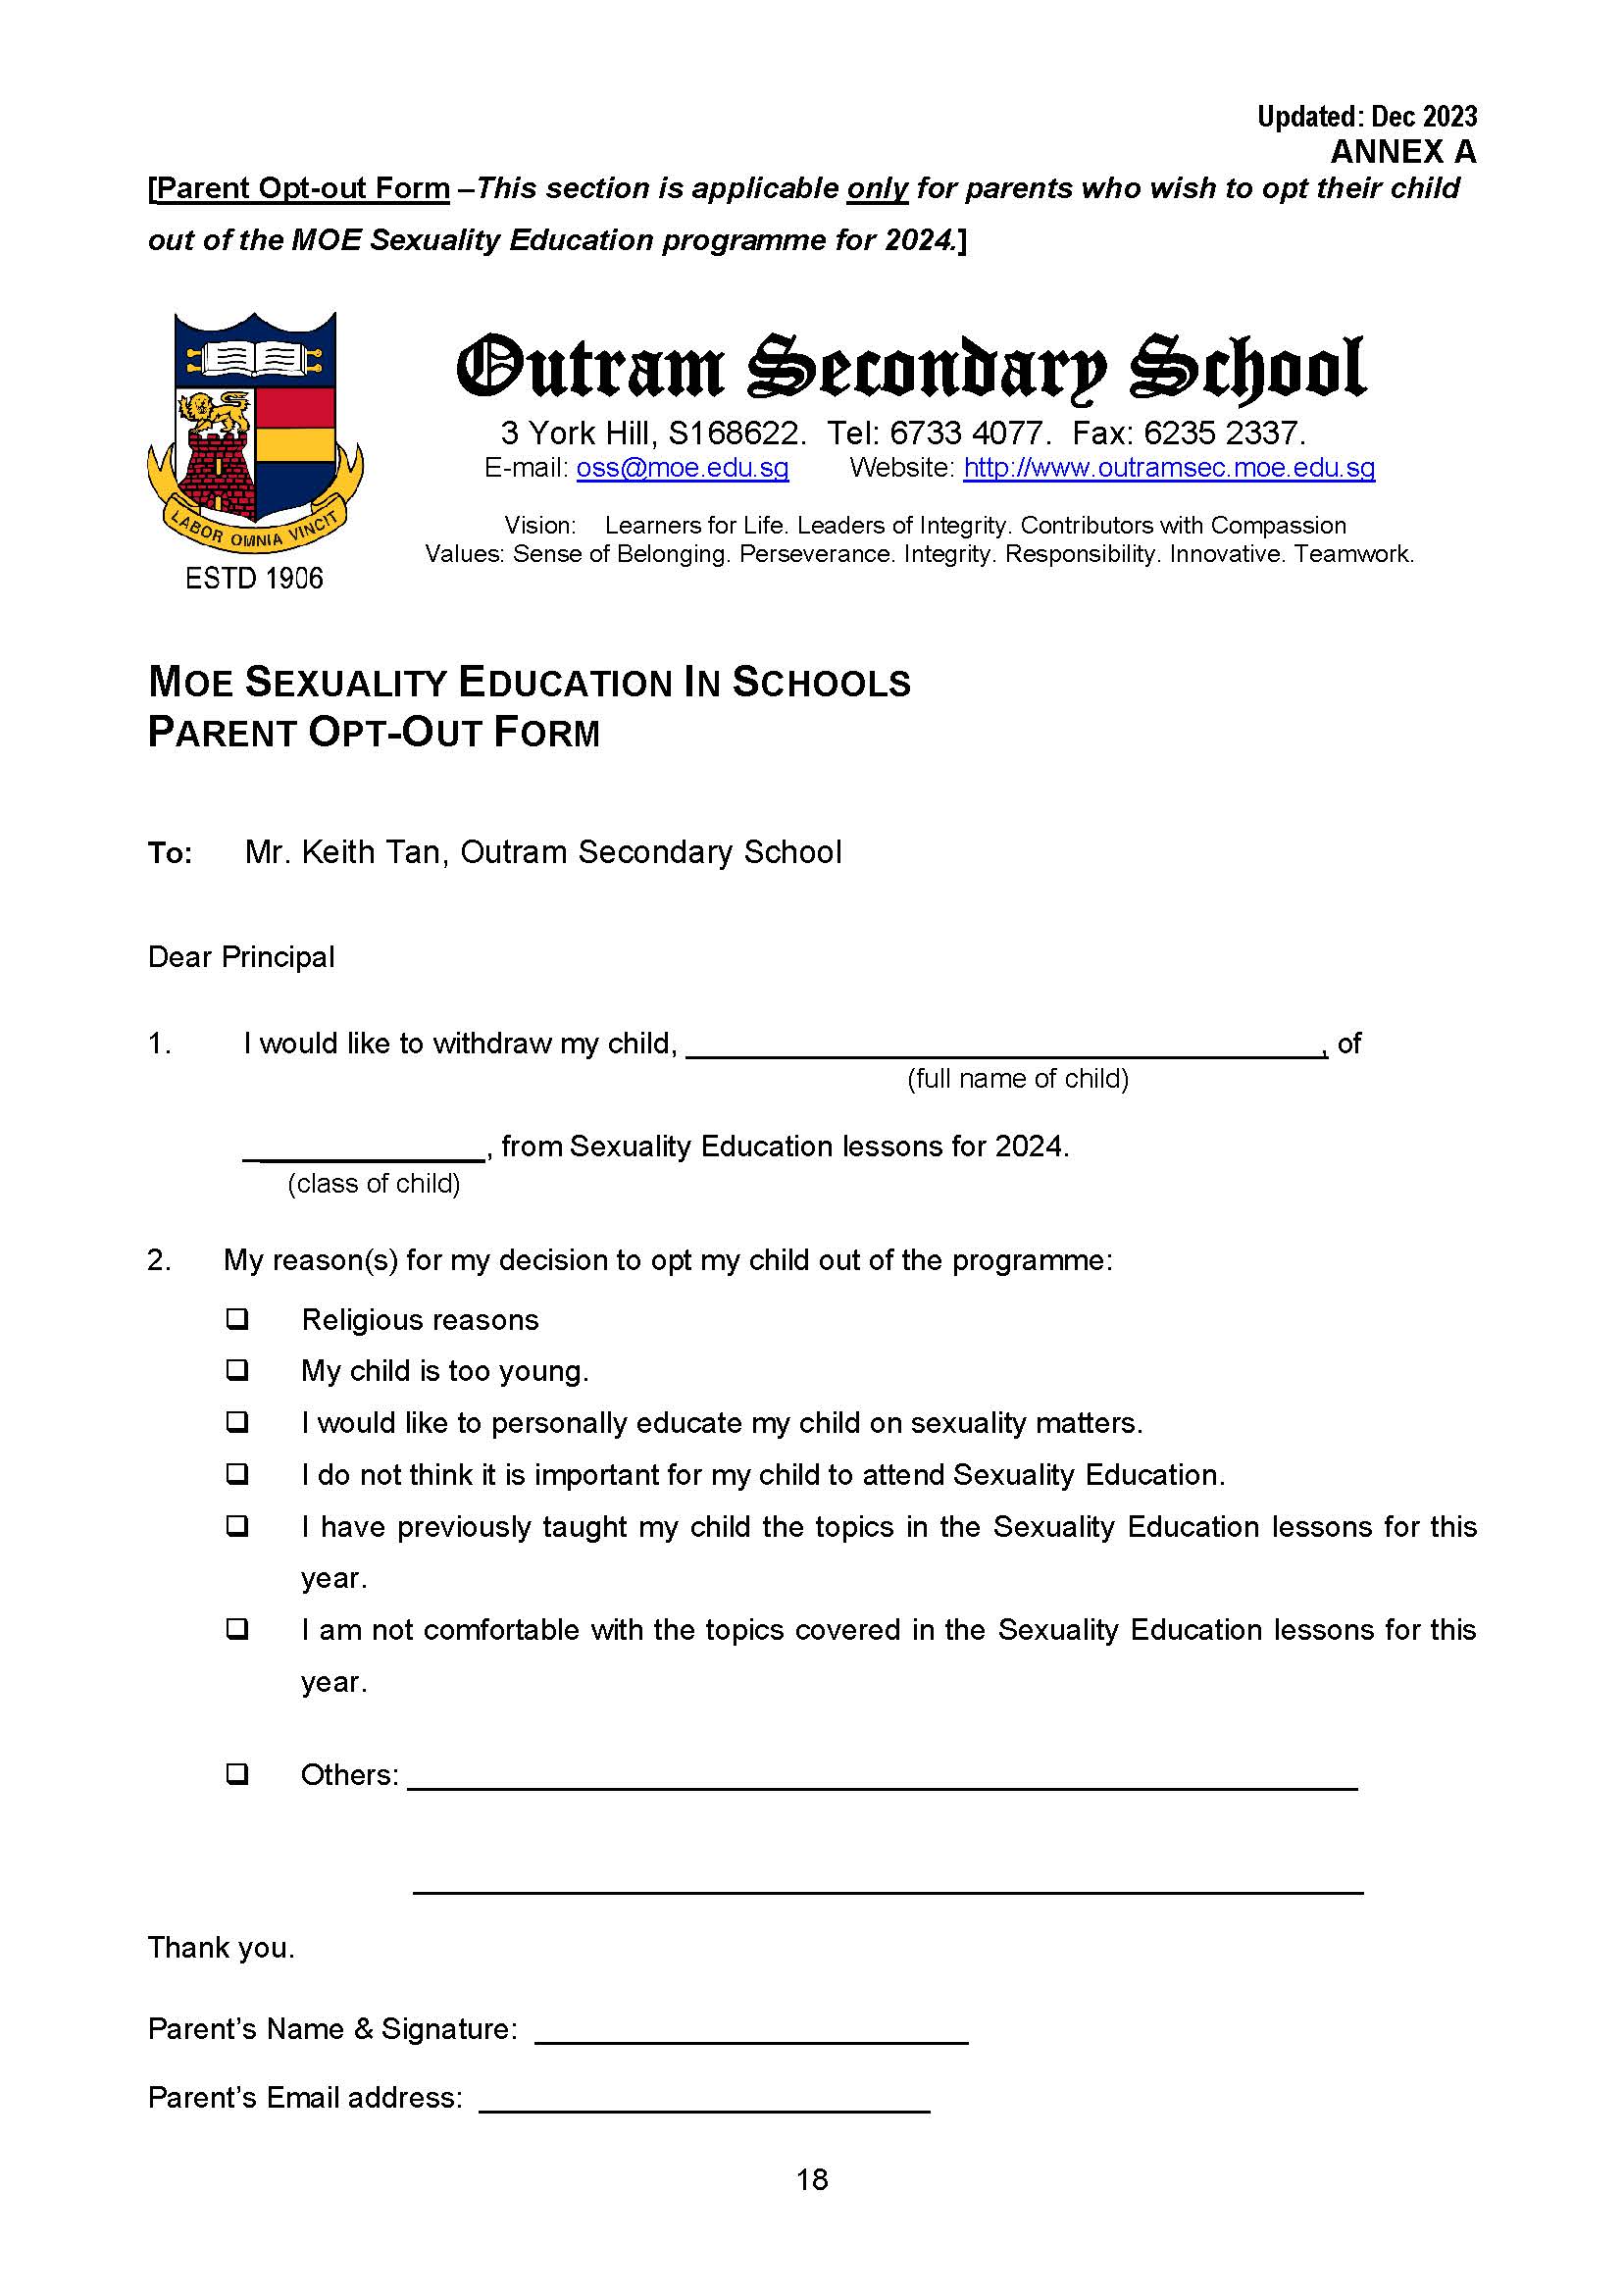 Updated: Dec 2023
ANNEX A
[Parent Opt-out Form –This section is applicable only for parents who wish to opt their child
out of the MOE Sexuality Education programme for 2024.]
Outram Secondary School
3 York Hill, S168622. Tel: 6733 4077. Fax: 6235 2337.
E-mail: oss@moe.edu.sg Website: http://www.outramsec.moe.edu.sg
Vision: Learners for Life. Leaders of Integrity. Contributors with Compassion
Values: Sense of Belonging. Perseverance. Integrity. Responsibility. Innovative. Teamwork.
LABOR OMNIA VINCIT
ESTD 1906
MOE SEXUALITY EDUCATION IN SCHOOLS
PARENT OPT-OUT FORM
To: Mr. Keith Tan, Outram Secondary School
Dear Principal
1. I would like to withdraw my child, ________________________________________, of
(full name of child)
_______________, from Sexuality Education lessons for 2024.
(class of child)
2. My reason(s) for my decision to opt my child out of the programme:
❑ Religious reasons
❑ My child is too young.
❑ I would like to personally educate my child on sexuality matters.
❑ I do not think it is important for my child to attend Sexuality Education.
❑ I have previously taught my child the topics in the Sexuality Education lessons for this
year.
❑ I am not comfortable with the topics covered in the Sexuality Education lessons for this
year.
❑ Others: ____________________________________________________________
____________________________________________________________
Thank you.
Parent’s Name & Signature: ___________________________
Parent’s Email address: ____________________________
18